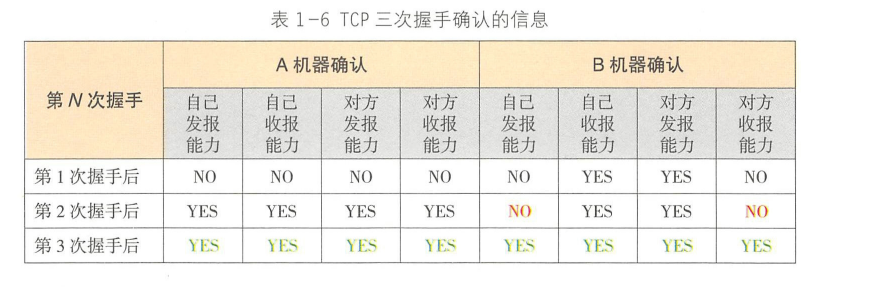 表 1-6 TCP 三次握手确认的信息
第 N 次握手 A 机器确认 B 机器确认
自己发报能力 自己收报能力 对方发报能力 对方收报能力 自己发报能力 自己收报能力 对方发报能力 对方收报能力
第 1 次握手后 NO NO NO NO NO YES YES NO
第 2 次握手后 YES YES YES YES NO YES YES NO
第 3 次握手后 YES YES YES YES YES YES YES YES